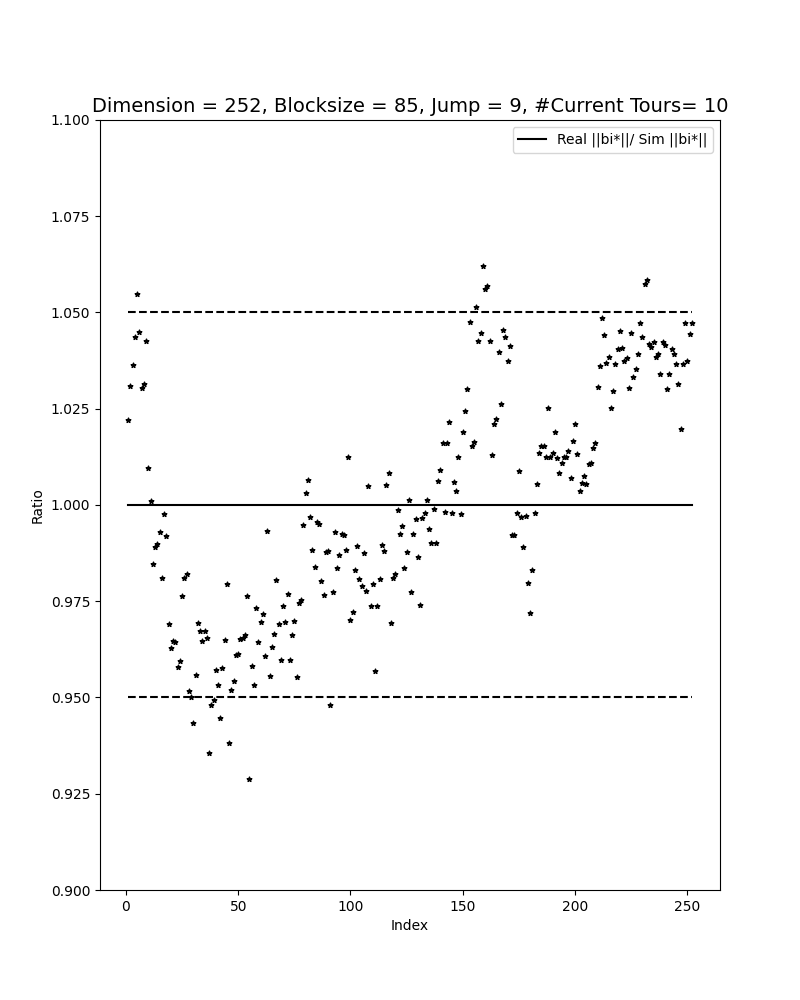 Dimension = 252, Blocksize = 85, Jump = 9, #Current Tours= 10
Real ||bi*||/ Sim ||bi*||
1.100
1.075
1.050
1.025
1.000
0.975
0.950
0.925
0.900
Ratio
0 50 100 150 200 250
Index